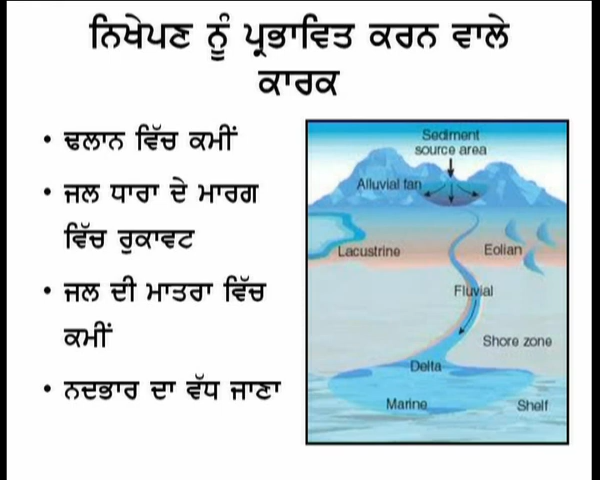 ਨਿਖੇਪਣ ਨੂੰ ਪ੍ਰਭਾਵਿਤ ਕਰਨ ਵਾਲੇ
ਕਾਰਕ
• ਢਲਾਨ ਵਿੱਚ ਕਮੀਂ
• ਜਲ ਧਾਰਾ ਦੇ ਮਾਰਗ
ਵਿੱਚ ਰੁਕਾਵਟ
• ਜਲ ਦੀ ਮਾਤਰਾ ਵਿੱਚ
ਕਮੀਂ
• ਨਦਭਾਰ ਦਾ ਵੱਧ ਜਾਣਾ
Sediment
source area
Alluvial fan
Lacustrine
Eolian
Fluvial
Shore zone
Delta
Marine
Shelf